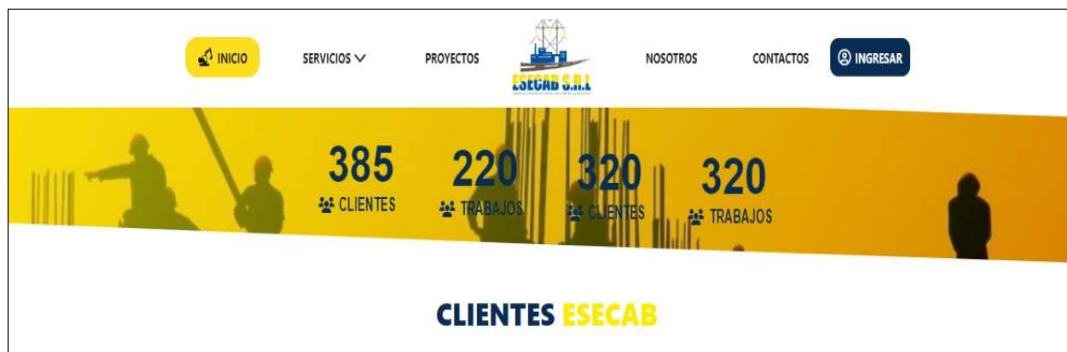 INICIO
SERVICIOS
PROYECTOS
ESECAB S.R.L
NOSOTROS
CONTACTOS
INGRESAR
385
220
320
320
CLIENTES
TRABAJOS
CLIENTES
TRABAJOS
CLIENTES ESECAB